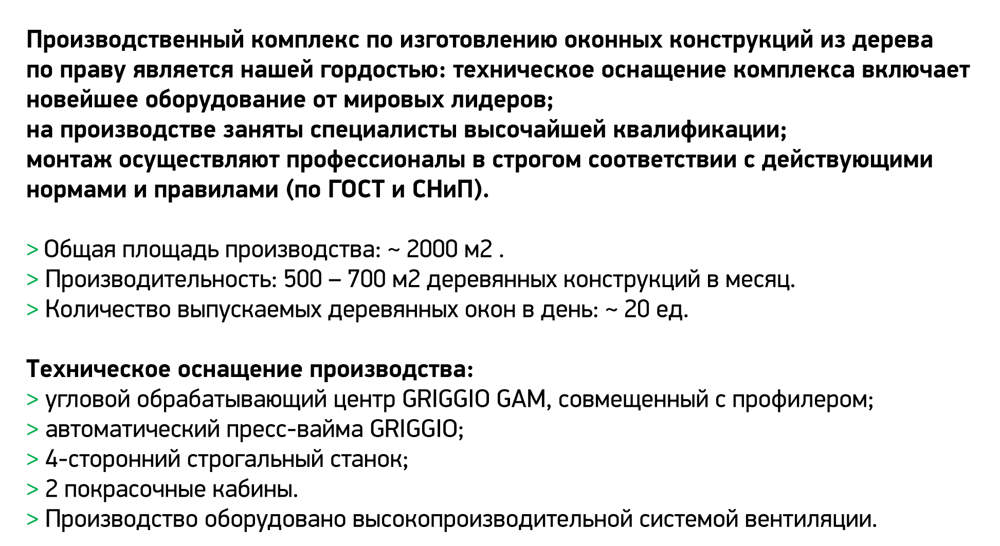 Производственный комплекс по изготовлению оконных конструкций из дерева
по праву является нашей гордостью: техническое оснащение комплекса включает
новейшее оборудование от мировых лидеров;
на производстве заняты специалисты высочайшей квалификации;
монтаж осуществляют профессионалы в строгом соответствии с действующими
нормами и правилами (по ГОСТ и СНиП).
> Общая площадь производства: ~ 2000 м2 .
> Производительность: 500 – 700 м2 деревянных конструкций в месяц.
> Количество выпускаемых деревянных окон в день: ~ 20 ед.
Техническое оснащение производства:
> угловой обрабатывающий центр GRIGGIO GAM, совмещенный с профилером;
> автоматический пресс-вайма GRIGGIO;
> 4-сторонний строгальный станок;
> 2 покрасочные кабины.
> Производство оборудовано высокопроизводительной системой вентиляции.